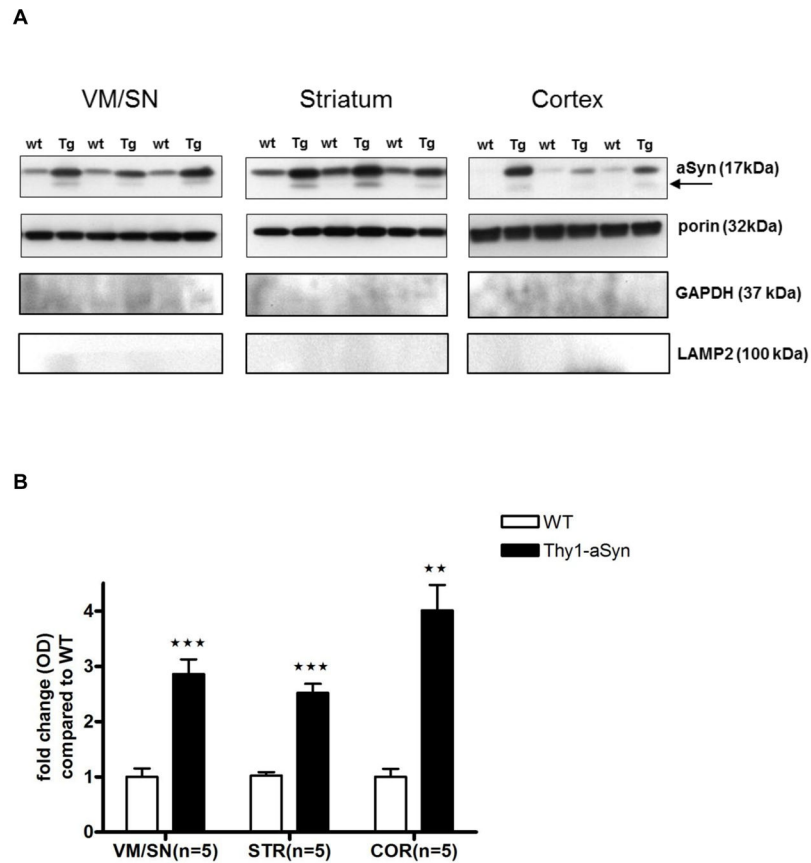 A
VM/SN Striatum Cortex
wt Tg wt Tg wt Tg wt Tg wt Tg wt Tg wt Tg wt Tg wt Tg
aSyn (17kDa)
porin (32kDa)
GAPDH (37 kDa)
LAMP2 (100 kDa)
B
WT
Thy1-aSyn
fold change (OD)
compared to WT
4
3
2
1
0
★★★ ★★★ ★★
VM/SN(n=5) STR(n=5) COR(n=5)